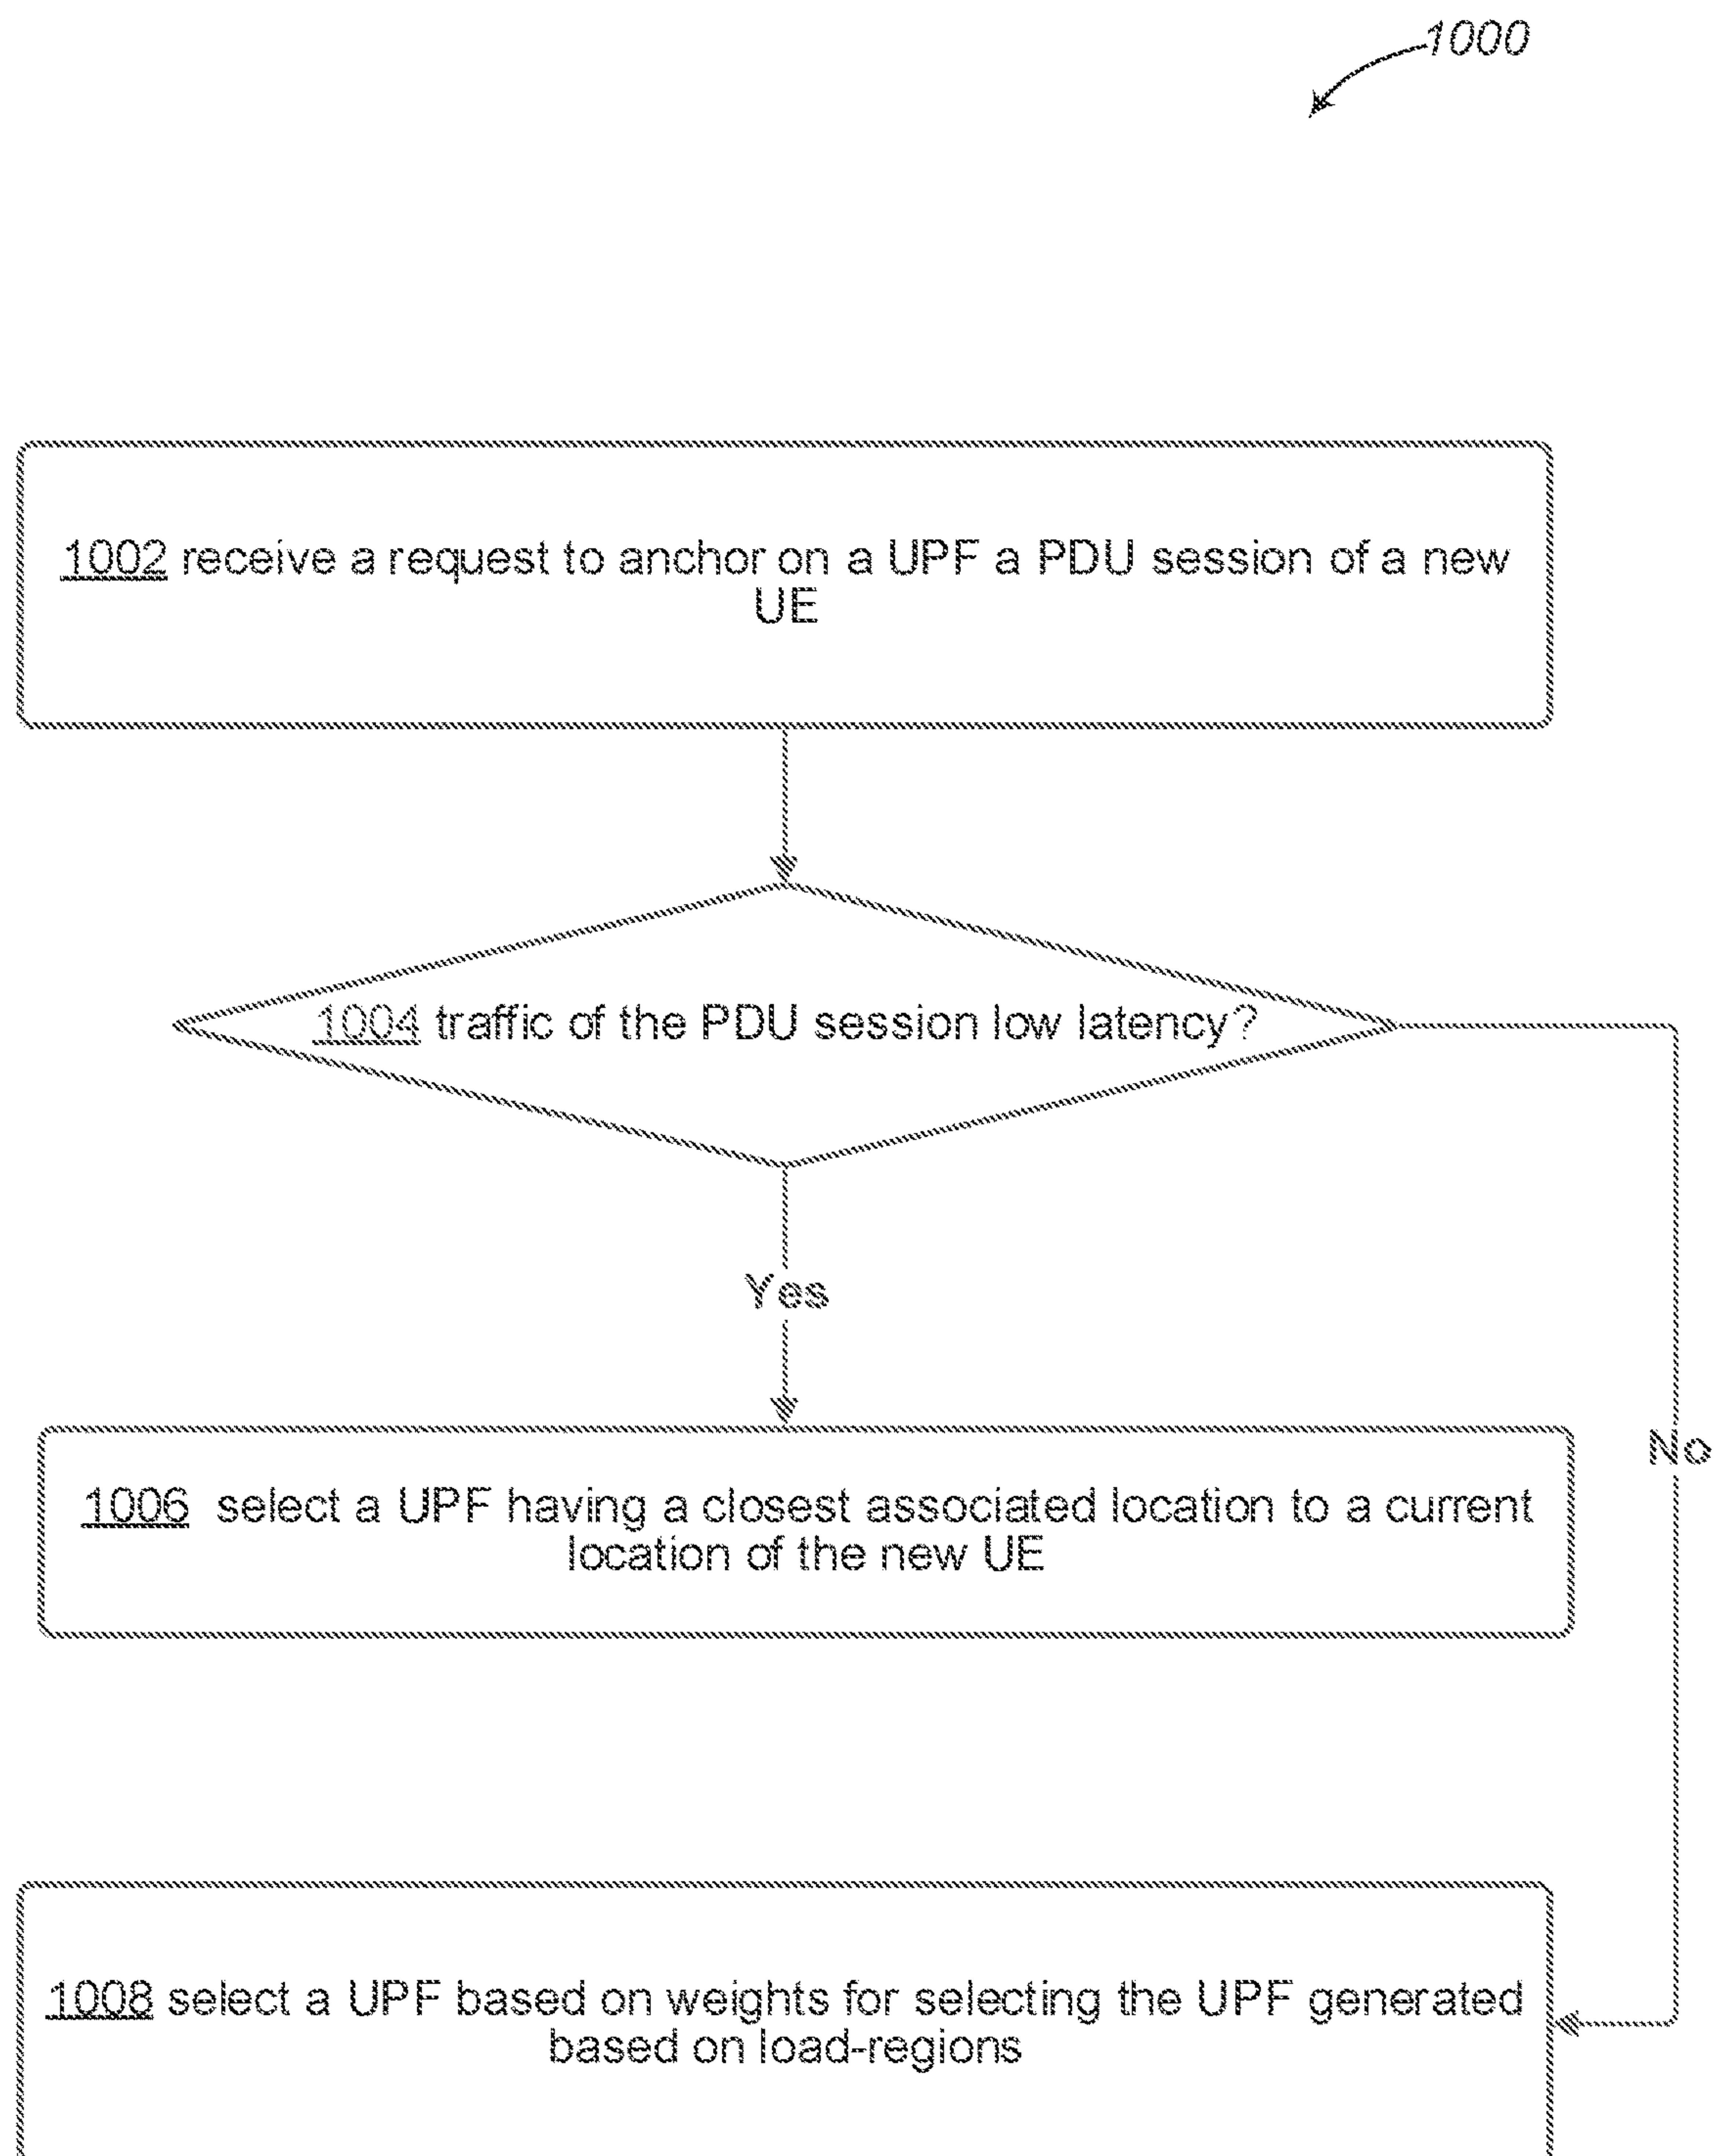 1000
1002 receive a request to anchor on a UPF a PDU session of a new
UE
1004 traffic of the PDU session low latency?
Yes
No
1006 select a UPF having a closest associated location to a current
location of the new UE
1008 select a UPF based on weights for selecting the UPF generated
based on load-regions